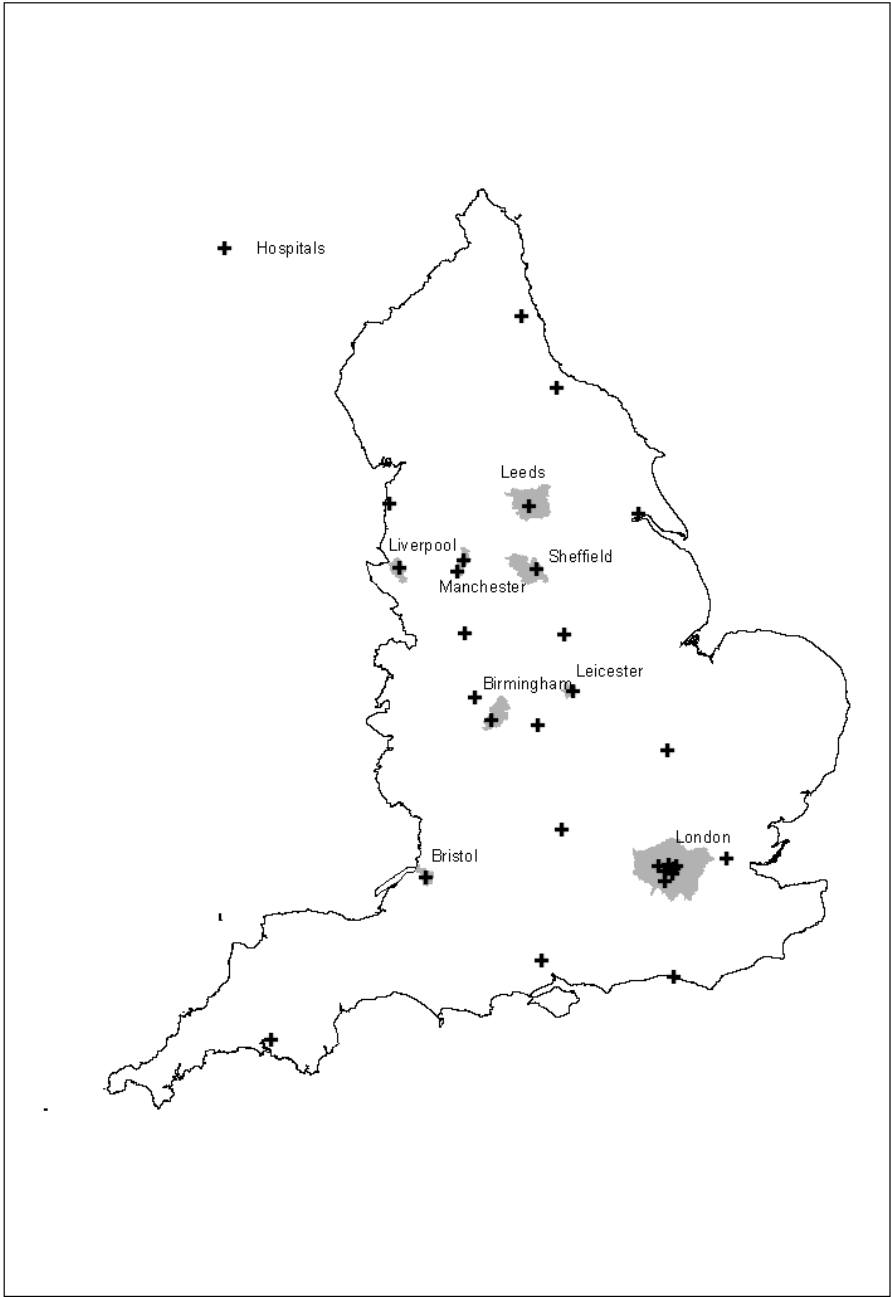 Hospitals
Leeds
Liverpool
Sheffield
Manchester
Leicester
Birmingham
London
Bristol